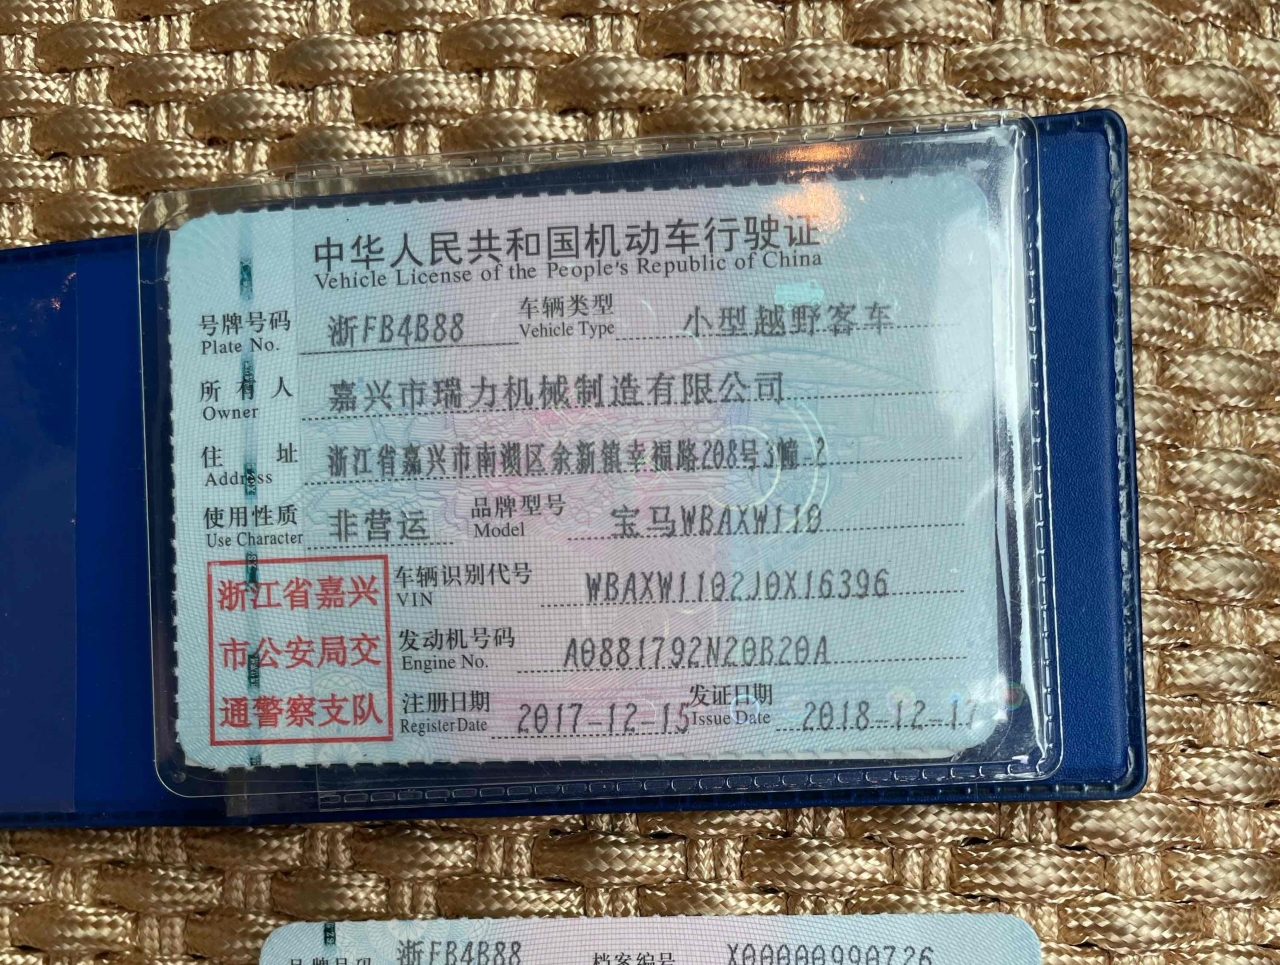 中华人民共和国机动车行驶证
Vehicle License of the People's Republic of China
号牌号码 浙FB4B88 车辆类型 小型越野客车
Plate No. Vehicle Type
所有人 嘉兴市瑞力机械制造有限公司
Owner
住址 浙江省嘉兴市南湖区余新镇幸福路208号3幢-2
Address
使用性质 非营运 品牌型号 宝马WBAXW110
Use Character Model
浙江省嘉兴
市公安局交
通警察支队
车辆识别代号 WBAXW1102J0X16396
VIN
发动机号码 A0881792N20B20A
Engine No.
注册日期 2017-12-15 发证日期 2018-12-17
Register Date Issue Date
号牌号码 浙FB4B88 档案编号 X00000990726